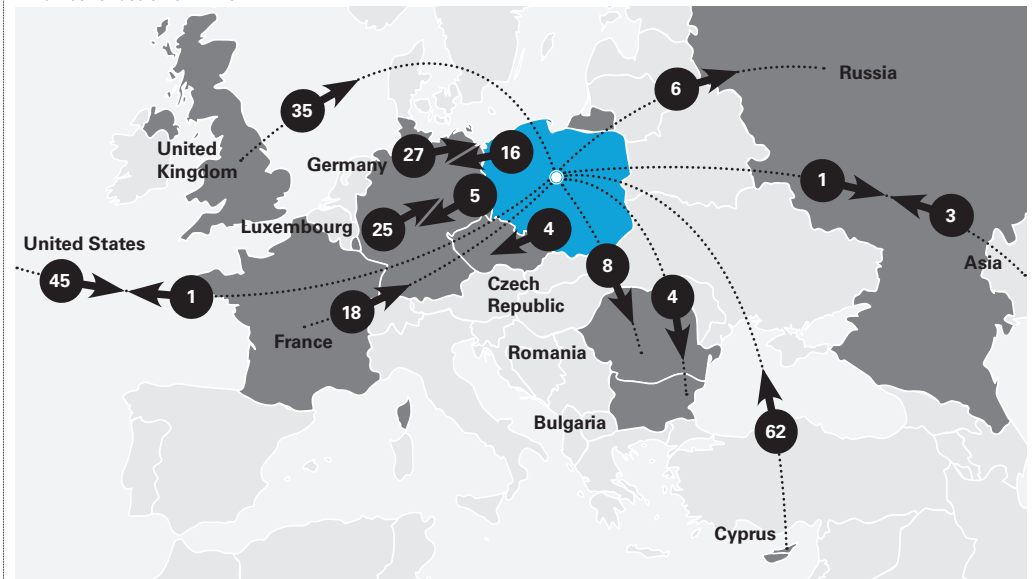 Russia
6
35
United
Kingdom
Germany
27
16
5
Luxembourg
25
4
1
3
Asia
United States
45
1
18
France
Czech
Republic
8
4
Romania
Bulgaria
62
Cyprus